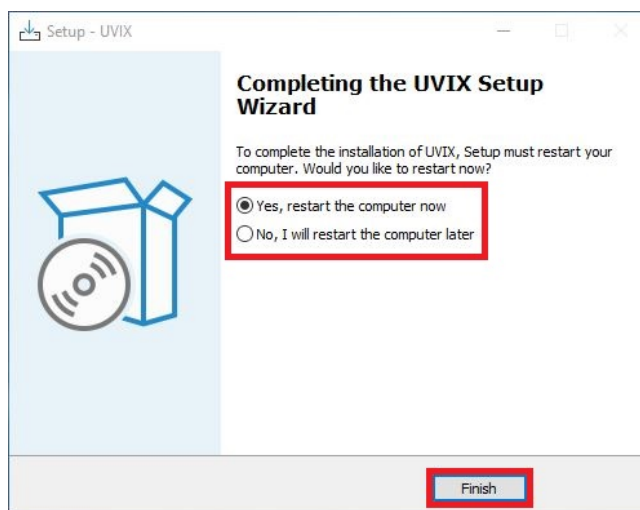 Setup - UVIX
Completing the UVIX Setup
Wizard
To complete the installation of UVIX, Setup must restart your
computer. Would you like to restart now?
Yes, restart the computer now
No, I will restart the computer later
Finish